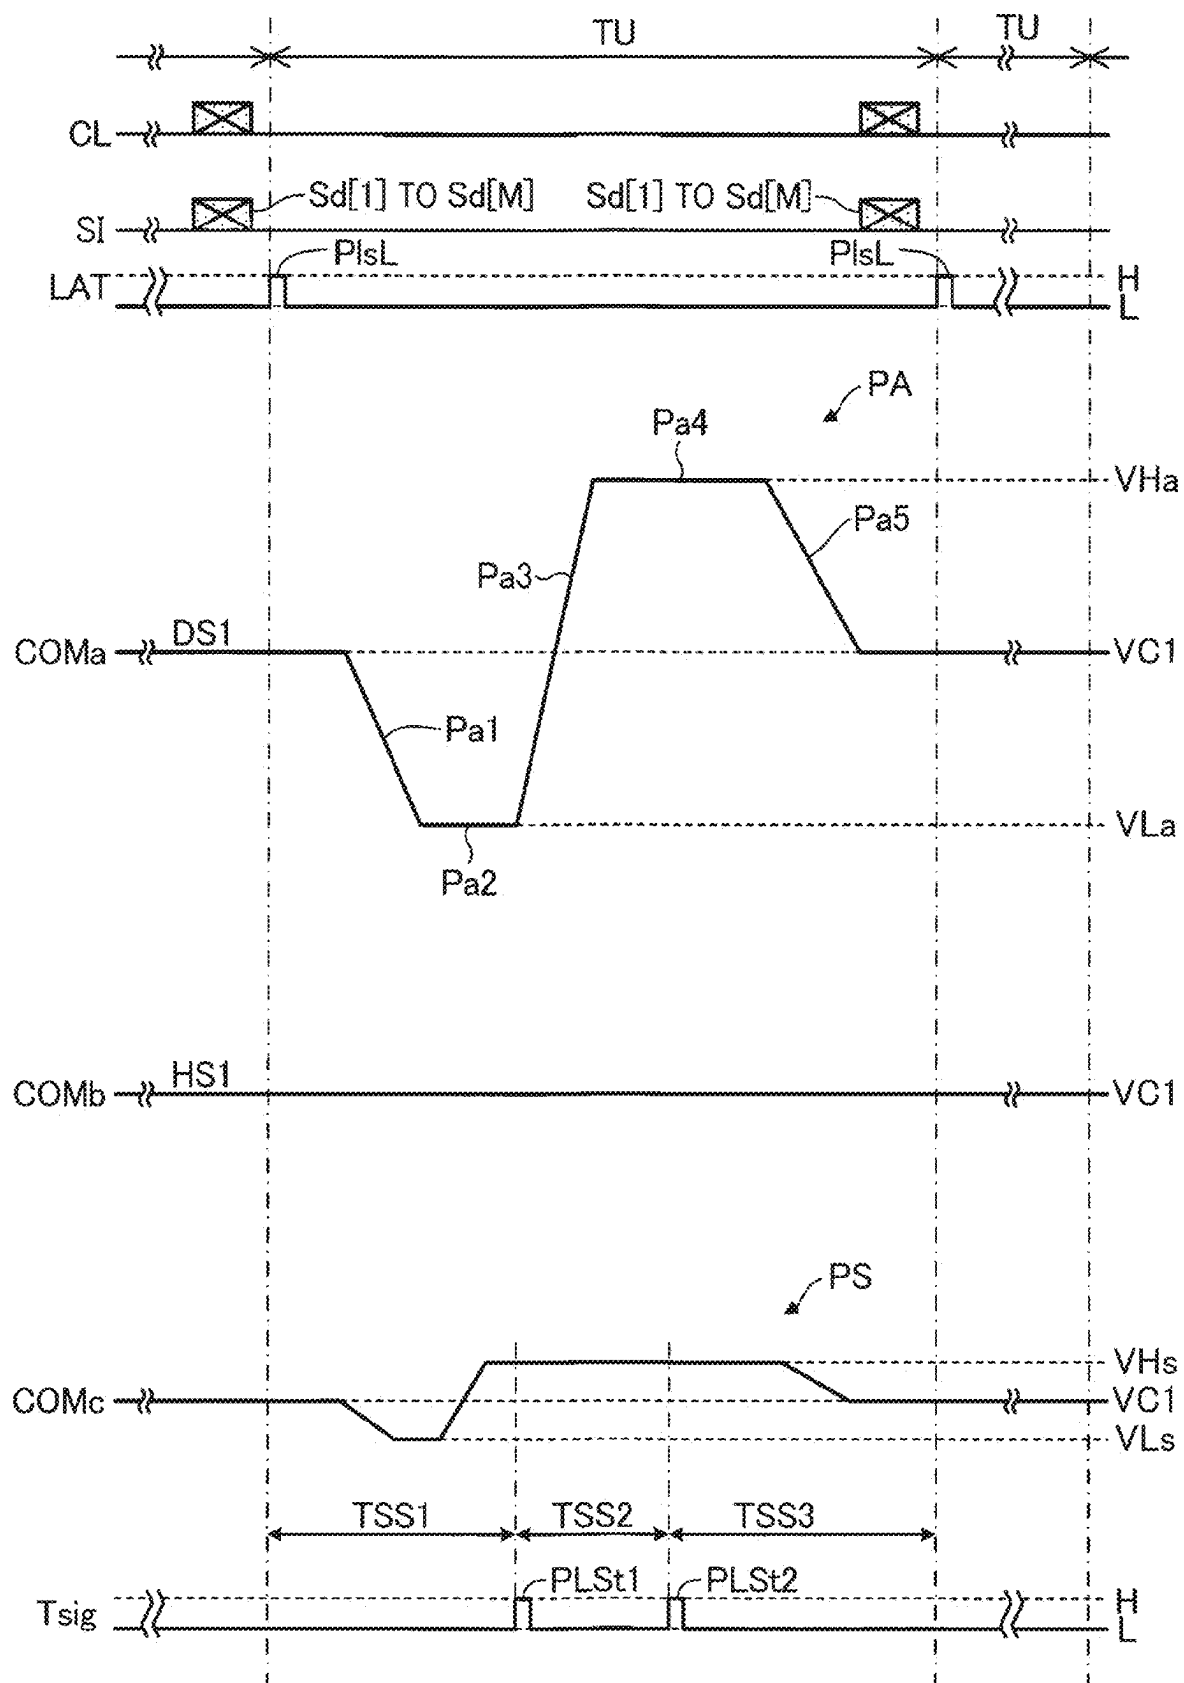 TU TU
CL
Sd[1] TO Sd[M] Sd[1] TO Sd[M]
SI
PlsL PlsL
LAT H
L
PA
Pa4
VHa
Pa5
Pa3
DS1
COMa VC1
Pa1
VLa
Pa2
HS1
COMb VC1
PS
VHs
COMc VC1
VLs
TSS1 TSS2 TSS3
PLSt1 PLSt2
Tsig H
L